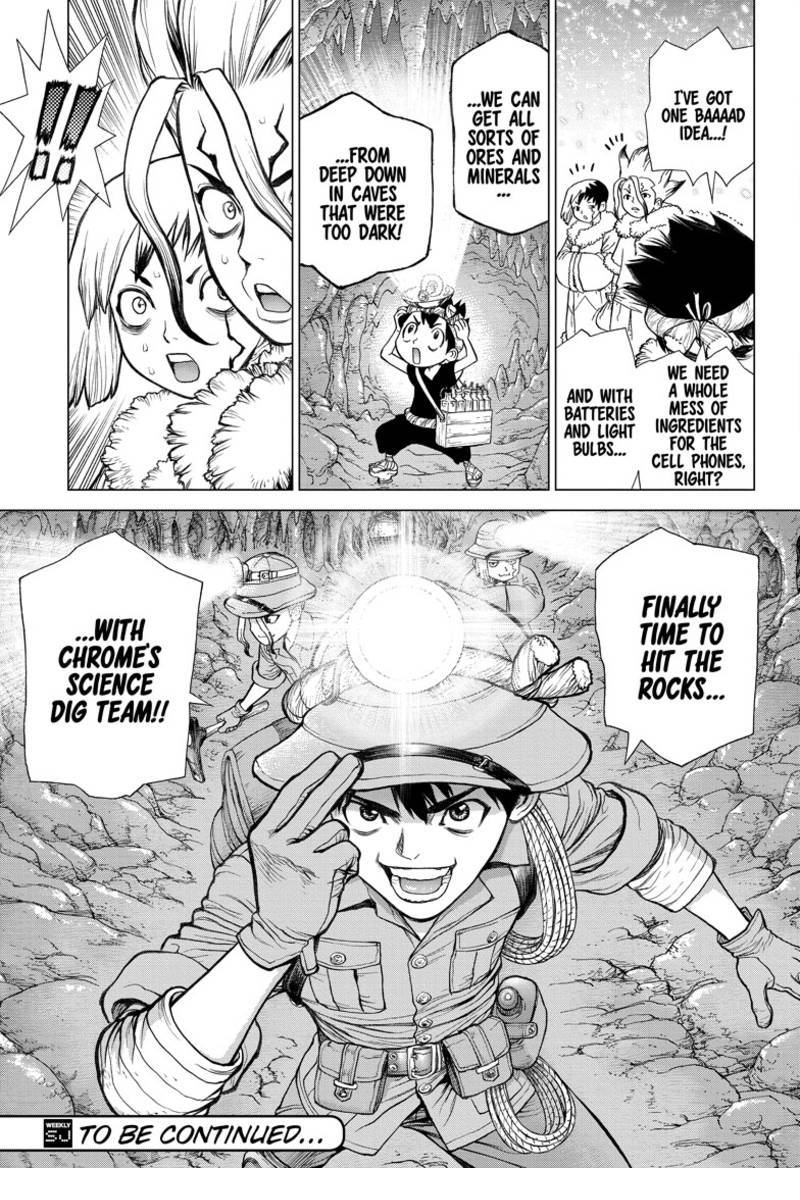 I'VE GOT
ONE BAAAAD
IDEA...!
WE NEED
A WHOLE
MESS OF
INGREDIENTS
FOR THE
CELL PHONES,
RIGHT?
AND WITH
BATTERIES
AND LIGHT
BULBS...
...WE CAN
GET ALL
SORTS OF
ORES AND
MINERALS
...
...FROM
DEEP DOWN
IN CAVES
THAT WERE
TOO DARK!
!!
FINALLY
TIME TO
HIT THE
ROCKS...
...WITH
CHROME'S
SCIENCE
DIG TEAM!!
WEEKLY
SJ
TO BE CONTINUED...